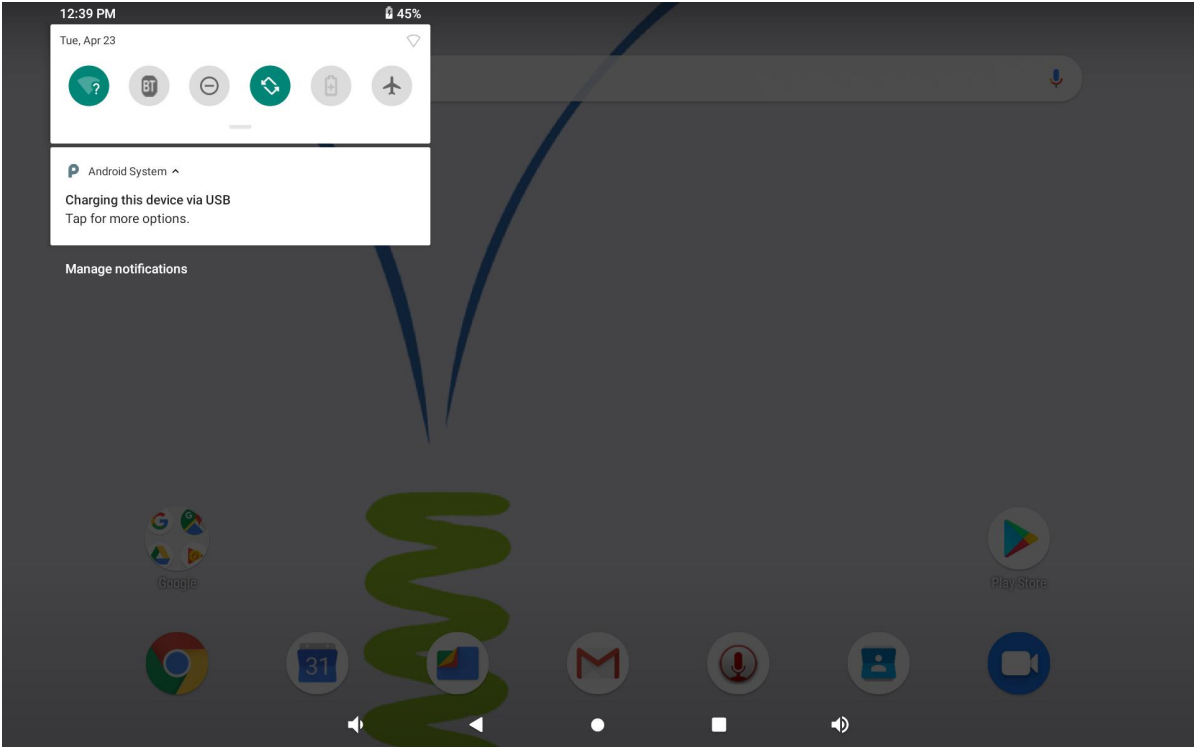 12:39 PM
45%
Tue, Apr 23
?
BT
Android System
Charging this device via USB
Tap for more options.
Manage notifications
Google
Play Store
31